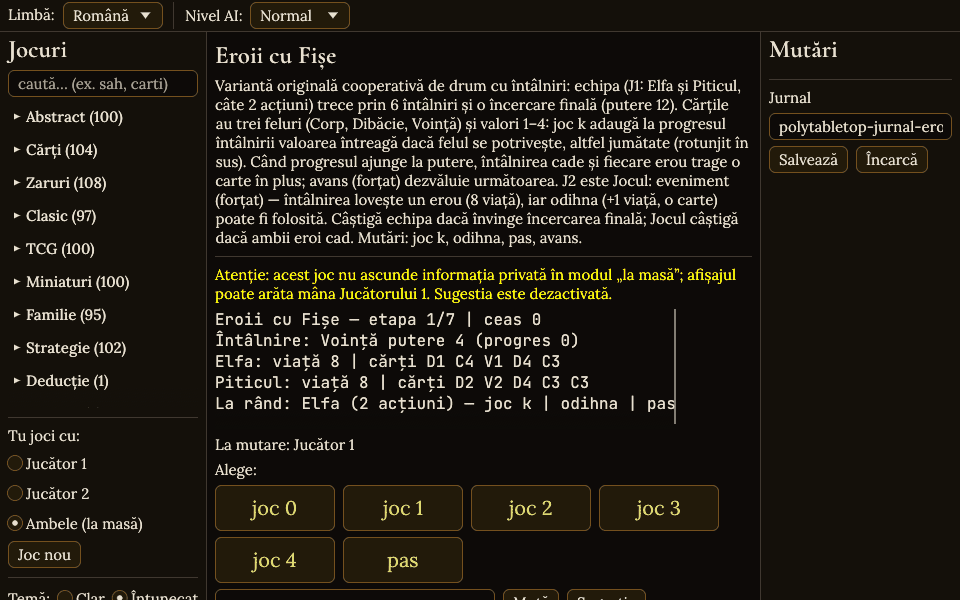 Limbă: Română ▼ Nivel AI: Normal ▼
Jocuri
caută... (ex. sah, carti)
▸ Abstract (100)
▸ Cărți (104)
▸ Zaruri (108)
▸ Clasic (97)
▸ TCG (100)
▸ Miniaturi (100)
▸ Familie (95)
▸ Strategie (102)
▸ Deducție (1)
Tu joci cu:
Jucător 1
Jucător 2
Ambele (la masă)
Joc nou
Temă: Clar Întunecat
Eroii cu Fișe
Variantă originală cooperativă de drum cu întâlniri: echipa (J1: Elfa și Piticul,
câte 2 acțiuni) trece prin 6 întâlniri și o încercare finală (putere 12). Cărțile
au trei feluri (Corp, Dibăcie, Voință) și valori 1–4: joc k adaugă la progresul
întâlnirii valoarea întreagă dacă felul se potrivește, altfel jumătate (rotunjit în
sus). Când progresul ajunge la putere, întâlnirea cade și fiecare erou trage o
carte în plus; avans (forțat) dezvăluie următoarea. J2 este Jocul: eveniment
(forțat) — întâlnirea lovește un erou (8 viață), iar odihna (+1 viață, o carte)
poate fi folosită. Câștigă echipa dacă învinge încercarea finală; Jocul câștigă
dacă ambii eroi cad. Mutări: joc k, odihna, pas, avans.
Atenție: acest joc nu ascunde informația privată în modul „la masă”; afișajul
poate arăta mâna Jucătorului 1. Sugestia este dezactivată.
Eroii cu Fișe — etapa 1/7 | ceas 0
Întâlnire: Voință putere 4 (progres 0)
Elfa: viață 8 | cărți D1 C4 V1 D4 C3
Piticul: viață 8 | cărți D2 V2 D4 C3 C3
La rând: Elfa (2 acțiuni) — joc k | odihna | pas
La mutare: Jucător 1
Alege:
joc 0 joc 1 joc 2 joc 3
joc 4 pas
Mută Sugestie
Mutări
Jurnal
polytabletop-jurnal-erc
Salvează Încarcă